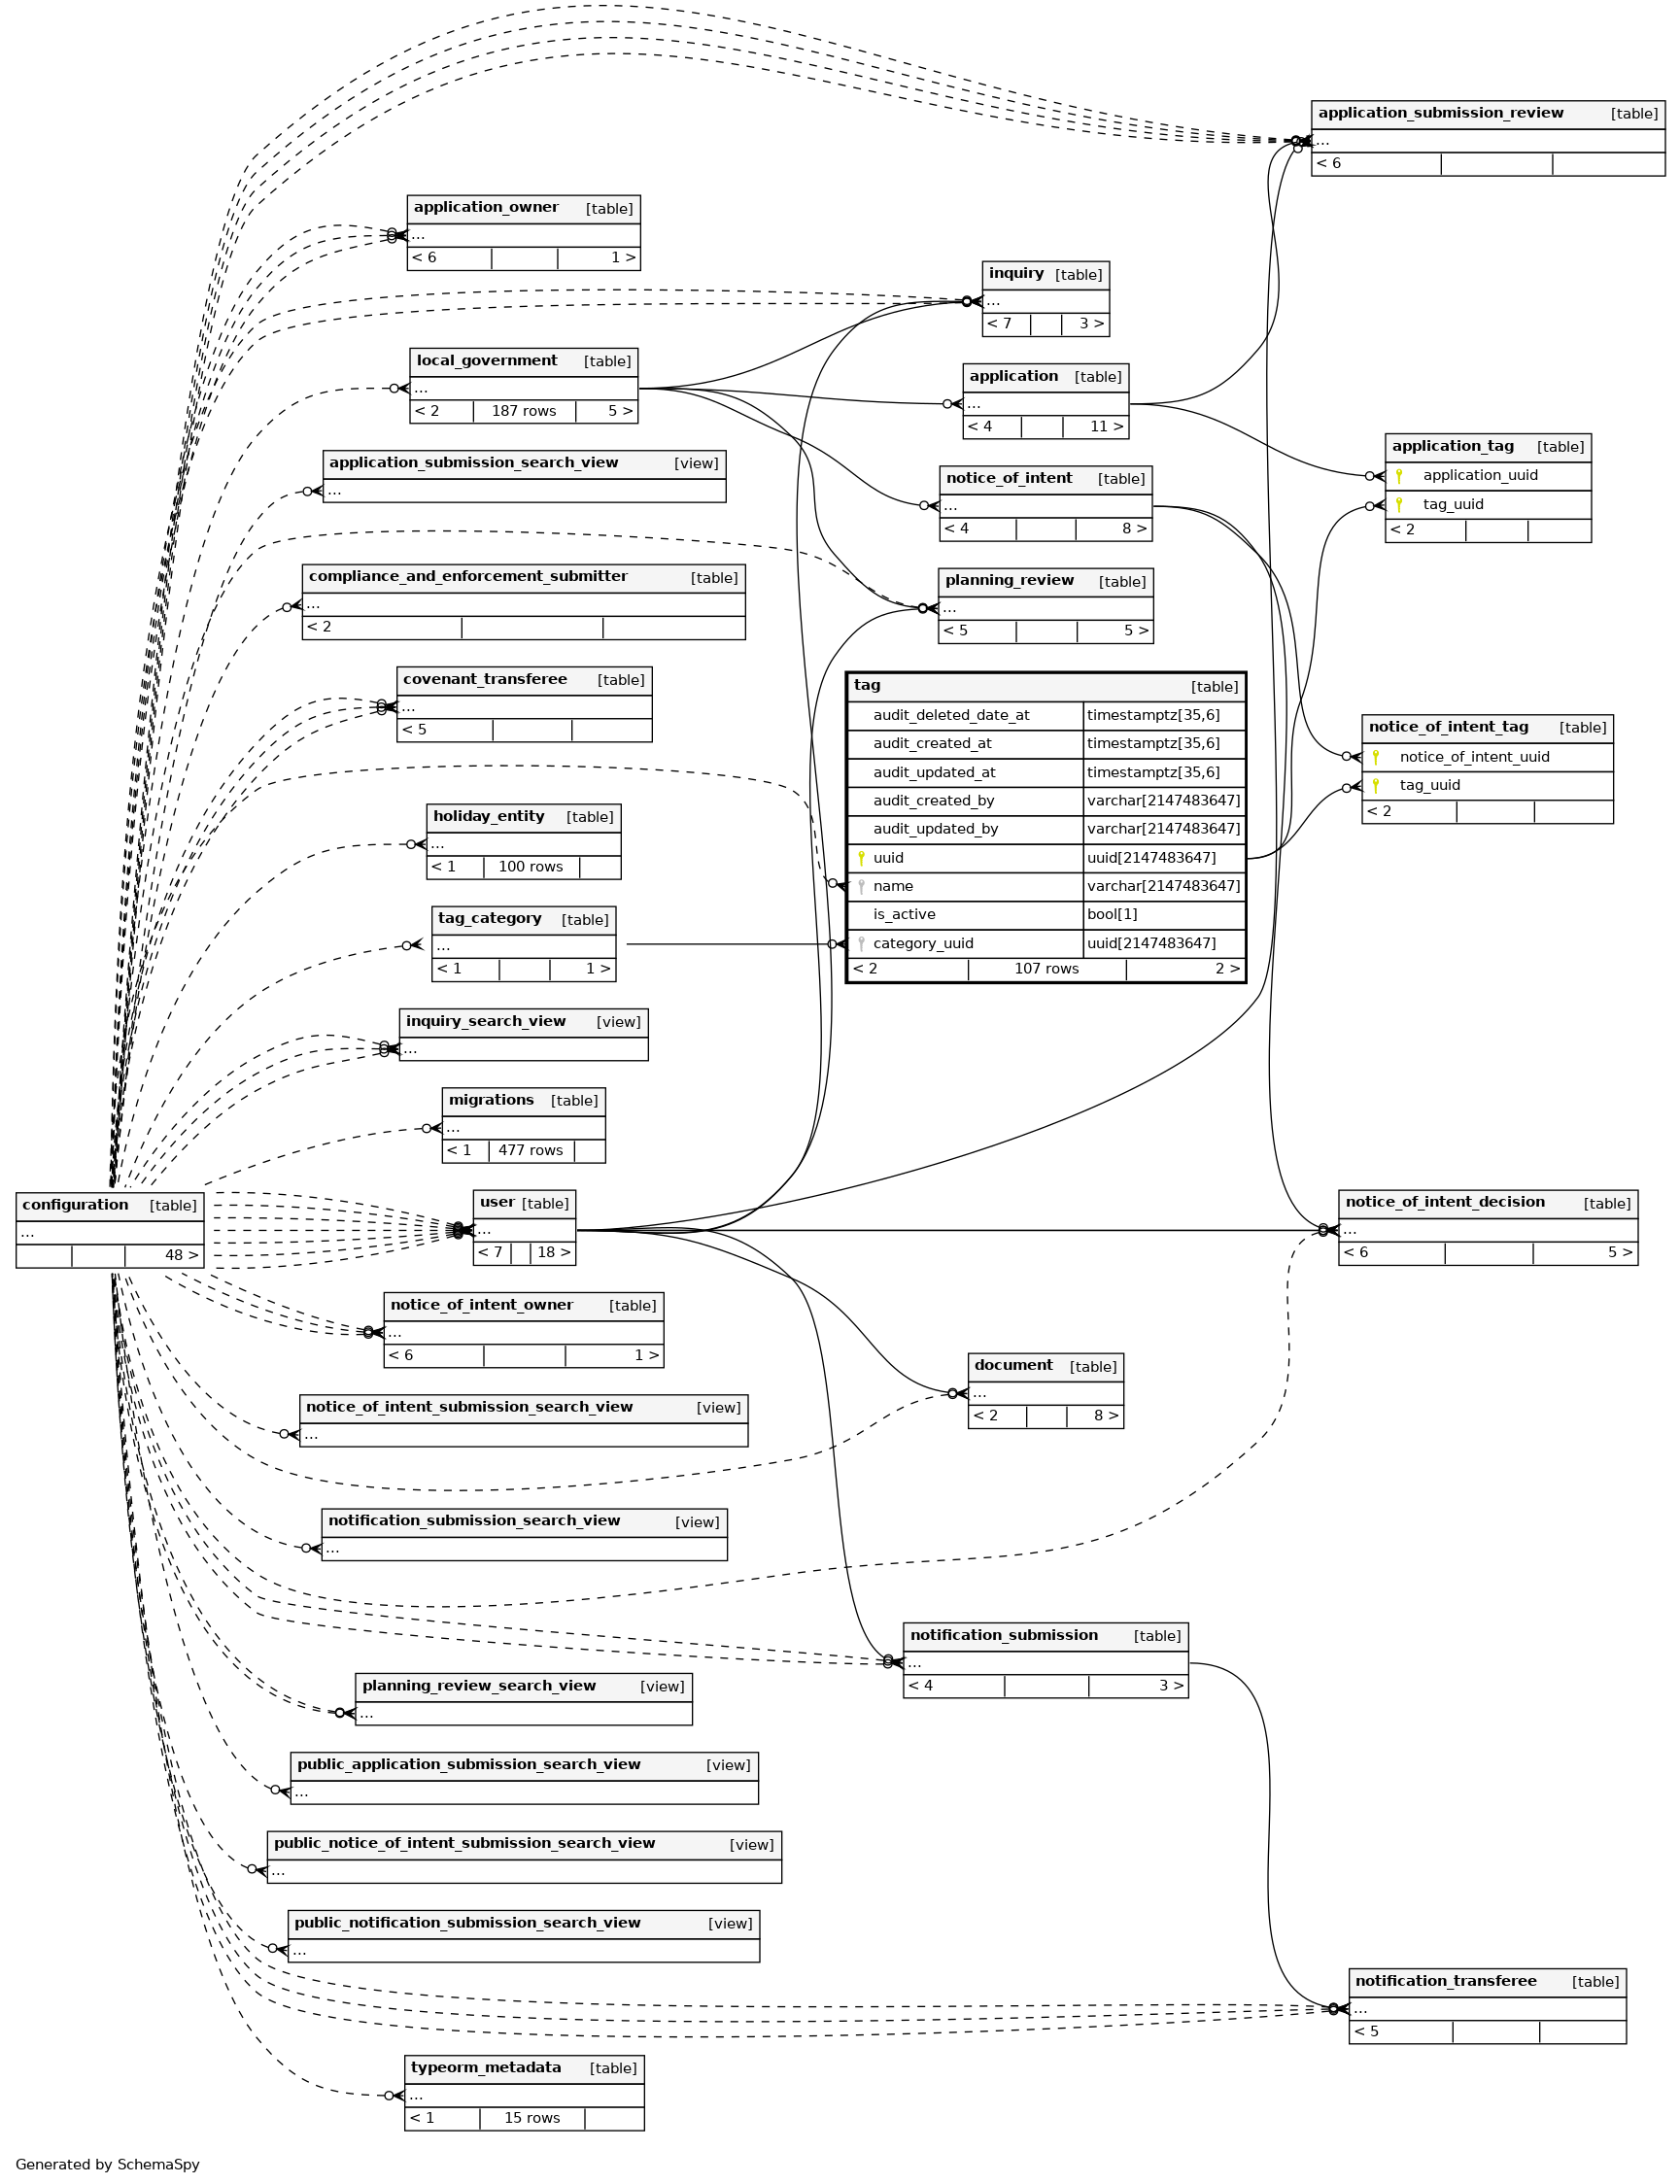 application_submission_review [table]
...
< 6
application_owner [table]
...
< 6 1 >
inquiry [table]
...
< 7 3 >
local_government [table]
...
< 2 187 rows 5 >
application [table]
...
< 4 11 >
application_tag [table]
application_uuid
tag_uuid
< 2
application_submission_search_view [view]
...
notice_of_intent [table]
...
< 4 8 >
compliance_and_enforcement_submitter [table]
...
< 2
planning_review [table]
...
< 5 5 >
covenant_transferee [table]
...
< 5
tag [table]
audit_deleted_date_at timestamptz[35,6]
audit_created_at timestamptz[35,6]
audit_updated_at timestamptz[35,6]
audit_created_by varchar[2147483647]
audit_updated_by varchar[2147483647]
uuid uuid[2147483647]
name varchar[2147483647]
is_active bool[1]
category_uuid uuid[2147483647]
< 2 107 rows 2 >
notice_of_intent_tag [table]
notice_of_intent_uuid
tag_uuid
< 2
holiday_entity [table]
...
< 1 100 rows
tag_category [table]
...
< 1 1 >
inquiry_search_view [view]
...
migrations [table]
...
< 1 477 rows
configuration [table]
...
48 >
user [table]
...
< 7 18 >
notice_of_intent_decision [table]
...
< 6 5 >
notice_of_intent_owner [table]
...
< 6 1 >
document [table]
...
< 2 8 >
notice_of_intent_submission_search_view [view]
...
notification_submission_search_view [view]
...
notification_submission [table]
...
< 4 3 >
planning_review_search_view [view]
...
public_application_submission_search_view [view]
...
public_notice_of_intent_submission_search_view [view]
...
public_notification_submission_search_view [view]
...
notification_transferee [table]
...
< 5
typeorm_metadata [table]
...
< 1 15 rows
Generated by SchemaSpy